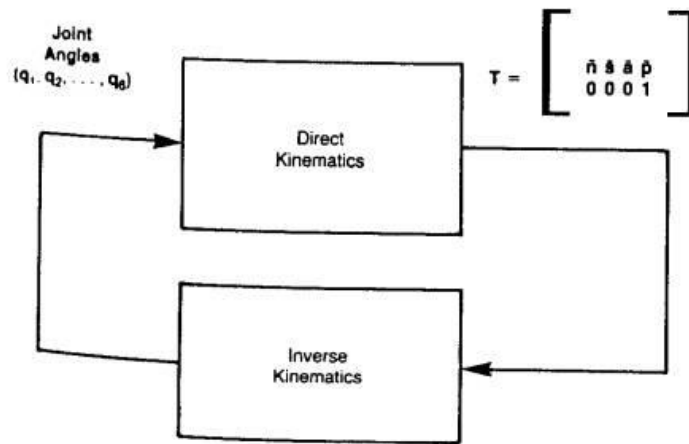 Joint
Angles
(q₁, q₂, . . . , q₆)
T =
n̄ s̄ ā p̄
0 0 0 1
Direct
Kinematics
Inverse
Kinematics